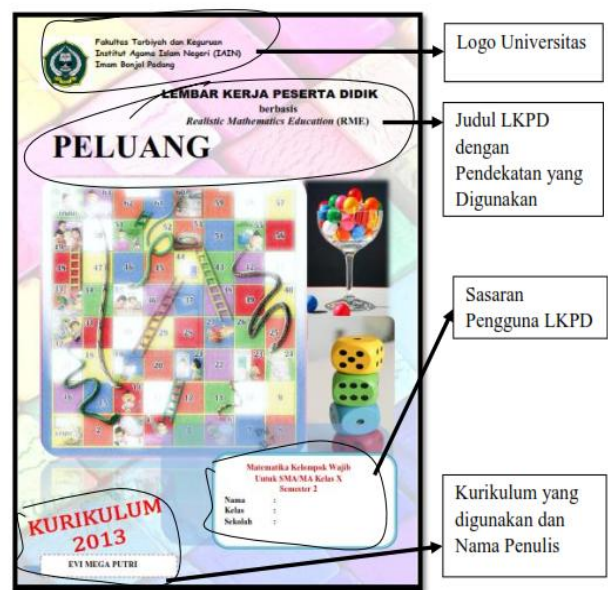 Fakultas Tarbiyah dan Keguruan
Institut Agama Islam Negeri (IAIN)
Imam Bonjol Padang
LEMBAR KERJA PESERTA DIDIK
berbasis
Realistic Mathematics Education (RME)
PELUANG
Matematika Kelompok Wajib
Untuk SMA/MA Kelas X
Semester 2
Nama :
Kelas :
Sekolah :
KURIKULUM
2013
EVI MEGA PUTRI
Logo Universitas
Judul LKPD
dengan
Pendekatan yang
Digunakan
Sasaran
Pengguna LKPD
Kurikulum yang
digunakan dan
Nama Penulis